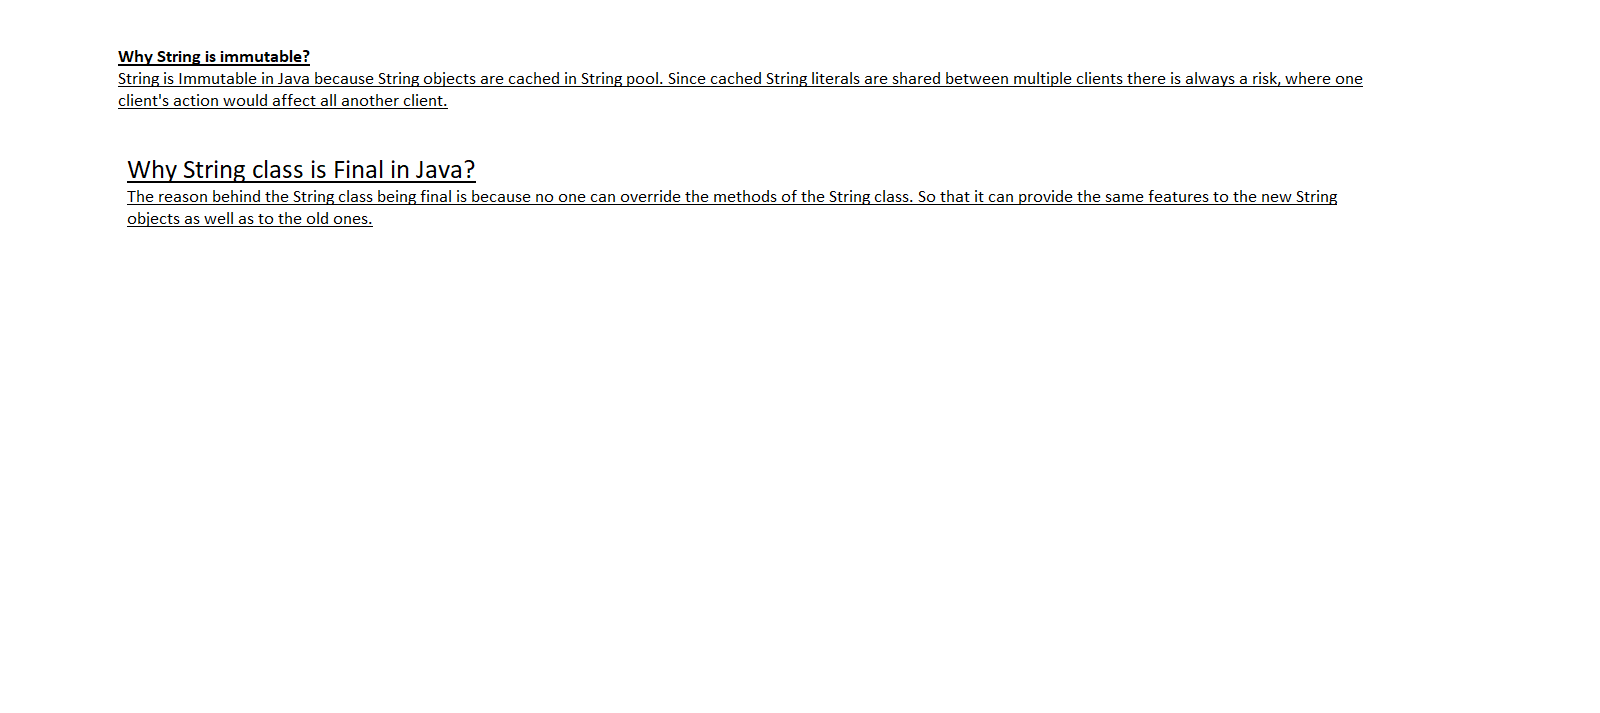 Why String is immutable?
String is Immutable in Java because String objects are cached in String pool. Since cached String literals are shared between multiple clients there is always a risk, where one
client's action would affect all another client.
Why String class is Final in Java?
The reason behind the String class being final is because no one can override the methods of the String class. So that it can provide the same features to the new String
objects as well as to the old ones.